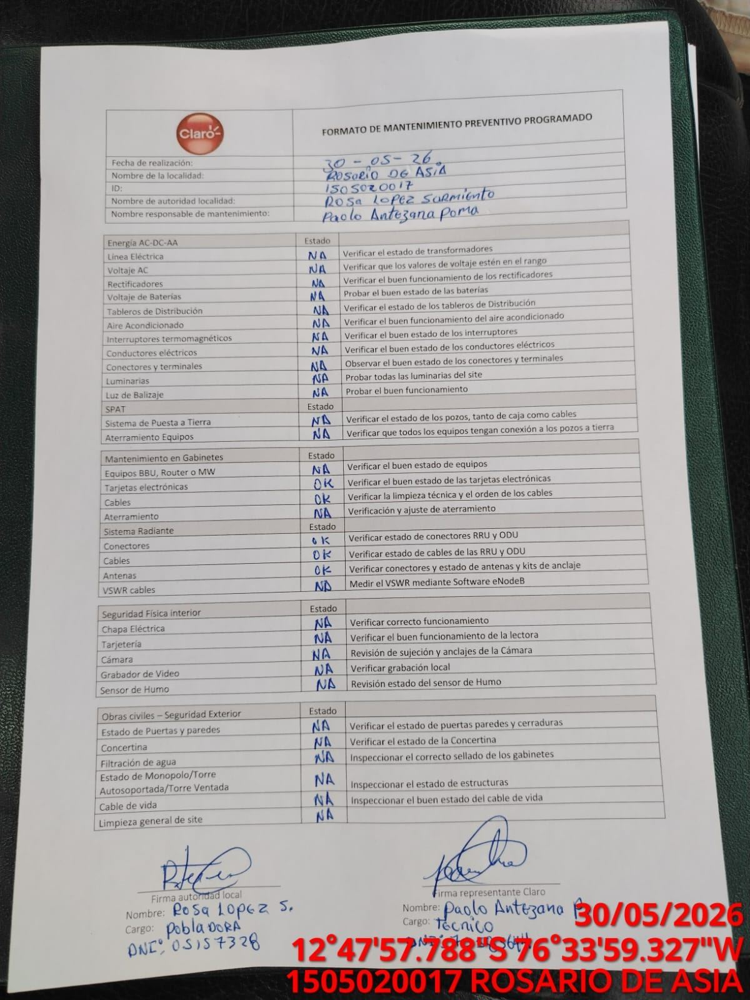 Claro
FORMATO DE MANTENIMIENTO PREVENTIVO PROGRAMADO
Fecha de realización: 30 - 05 - 26.
Nombre de la localidad: ROSARIO DE ASIA
ID: 1505020017
Nombre de autoridad localidad: ROSA LOPEZ SARMIENTO
Nombre responsable de mantenimiento: Paolo Antezana Poma
Energía AC-DC-AA Estado
Línea Eléctrica NA Verificar el estado de transformadores
Voltaje AC NA Verificar que los valores de voltaje estén en el rango
Rectificadores NA Verificar el buen funcionamiento de los rectificadores
Voltaje de Baterías NA Probar el buen estado de las baterías
Tableros de Distribución NA Verificar el estado de los tableros de Distribución
Aire Acondicionado NA Verificar el buen funcionamiento del aire acondicionado
Interruptores termomagnéticos NA Verificar el buen estado de los interruptores
Conductores eléctricos NA Verificar el buen estado de los conductores eléctricos
Conectores y terminales NA Observar el buen estado de los conectores y terminales
Luminarias NA Probar todas las luminarias del site
Luz de Balizaje NA Probar el buen funcionamiento
SPAT Estado
Sistema de Puesta a Tierra NA Verificar el estado de los pozos, tanto de caja como cables
Aterramiento Equipos NA Verificar que todos los equipos tengan conexión a los pozos a tierra
Mantenimiento en Gabinetes Estado
Equipos BBU, Router o MW NA Verificar el buen estado de equipos
Tarjetas electrónicas OK Verificar el buen estado de las tarjetas electrónicas
Cables OK Verificar la limpieza técnica y el orden de los cables
Aterramiento NA Verificación y ajuste de aterramiento
Sistema Radiante Estado
Conectores OK Verificar estado de conectores RRU y ODU
Cables OK Verificar estado de cables de las RRU y ODU
Antenas OK Verificar conectores y estado de antenas y kits de anclaje
VSWR cables NA Medir el VSWR mediante Software eNodeB
Seguridad Física interior Estado
Chapa Eléctrica NA Verificar correcto funcionamiento
Tarjetería NA Verificar el buen funcionamiento de la lectora
Cámara NA Revisión de sujeción y anclajes de la Cámara
Grabador de Video NA Verificar grabación local
Sensor de Humo NA Revisión estado del sensor de Humo
Obras civiles – Seguridad Exterior Estado
Estado de Puertas y paredes NA Verificar el estado de puertas paredes y cerraduras
Concertina NA Verificar el estado de la Concertina
Filtración de agua NA Inspeccionar el correcto sellado de los gabinetes
Estado de Monopolo/Torre
Autosoportada/Torre Ventada NA Inspeccionar el estado de estructuras
Cable de vida NA Inspeccionar el buen estado del cable de vida
Limpieza general de site NA
Firma autoridad local
Nombre: ROSA LOPEZ S.
Cargo: PobLaDORA
DNI: 05157328
Firma representante Claro
Nombre: Paolo Antezana P
Cargo: Técnico
30/05/2026
12°47'57.788"S 76°33'59.327"W
1505020017 ROSARIO DE ASIA